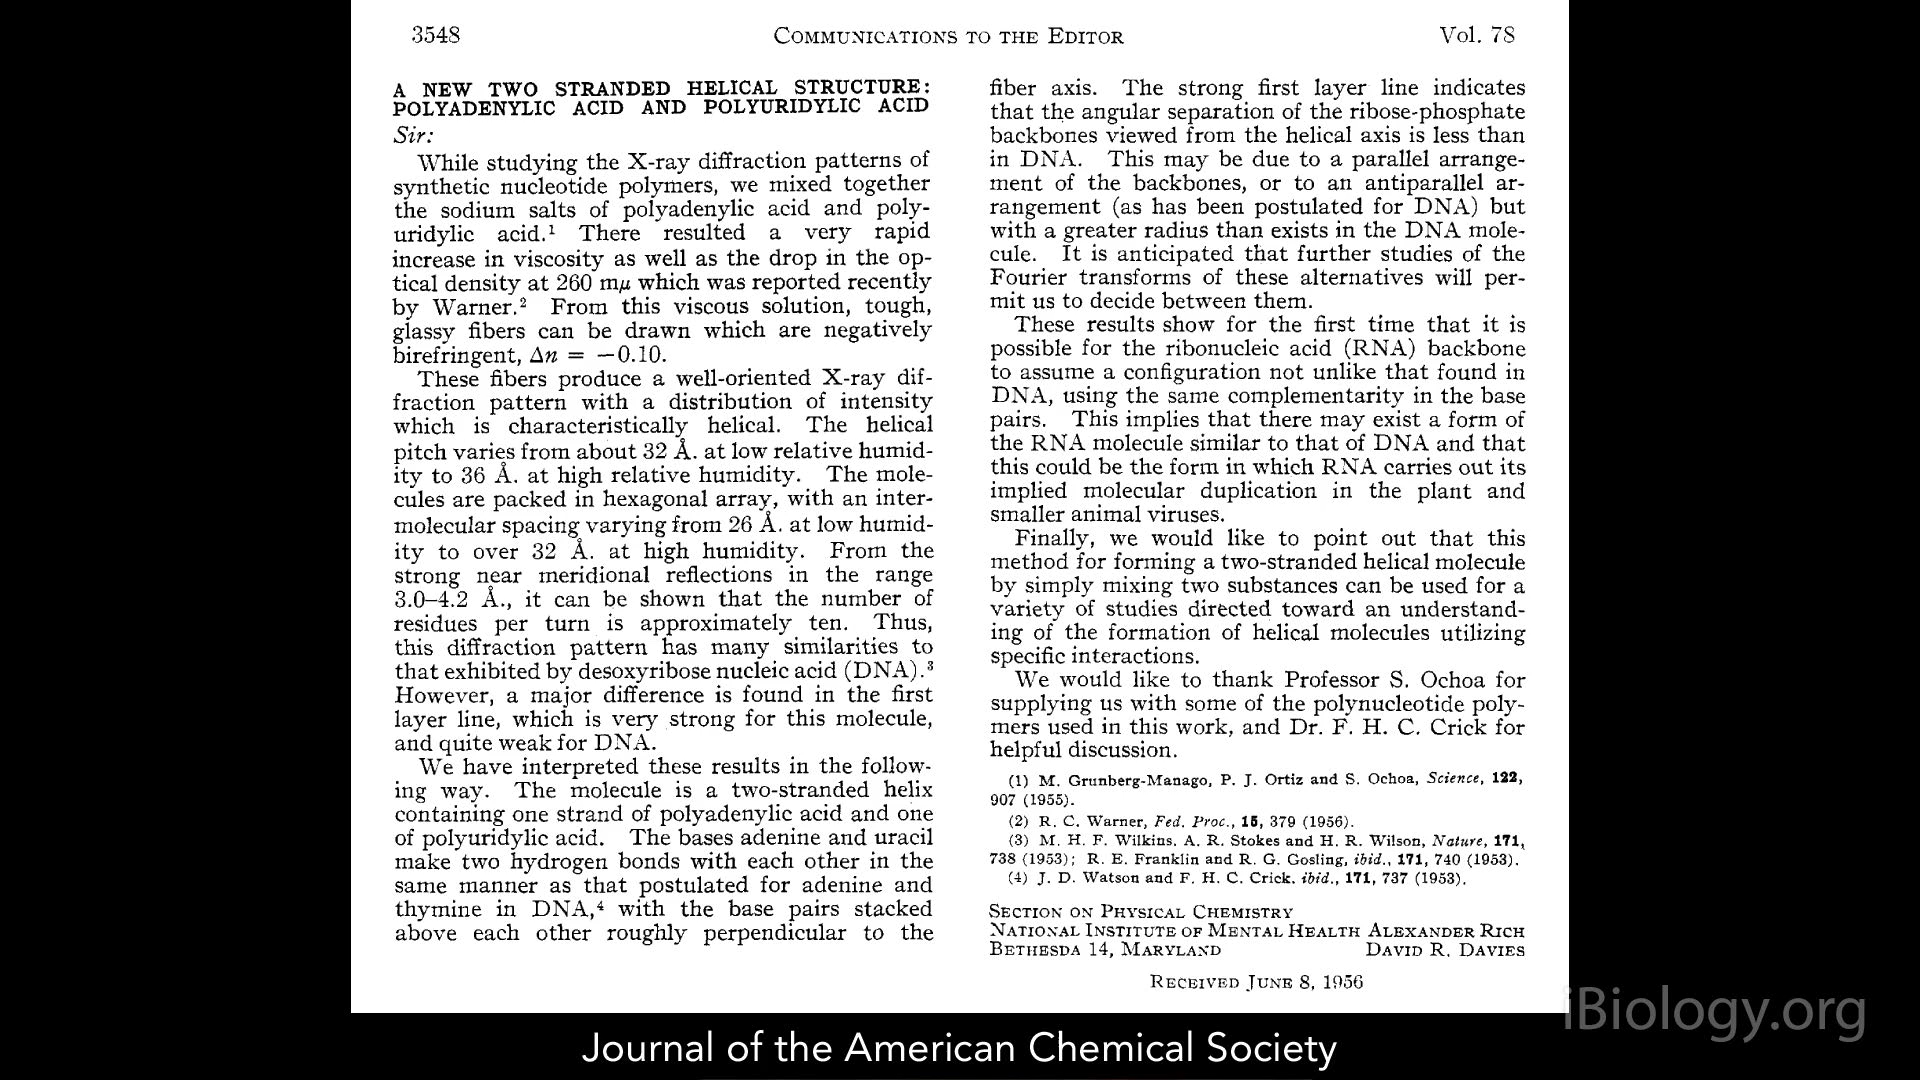 3548
COMMUNICATIONS TO THE EDITOR
Vol. 78
A NEW TWO STRANDED HELICAL STRUCTURE:
POLYADENYLIC ACID AND POLYURIDYLIC ACID
Sir:
While studying the X-ray diffraction patterns of
synthetic nucleotide polymers, we mixed together
the sodium salts of polyadenylic acid and poly-
uridylic acid.¹ There resulted a very rapid
increase in viscosity as well as the drop in the op-
tical density at 260 mμ which was reported recently
by Warner.² From this viscous solution, tough,
glassy fibers can be drawn which are negatively
birefringent, Δn = −0.10.
These fibers produce a well-oriented X-ray dif-
fraction pattern with a distribution of intensity
which is characteristically helical. The helical
pitch varies from about 32 Å. at low relative humid-
ity to 36 Å. at high relative humidity. The mole-
cules are packed in hexagonal array, with an inter-
molecular spacing varying from 26 Å. at low humid-
ity to over 32 Å. at high humidity. From the
strong near meridional reflections in the range
3.0–4.2 Å., it can be shown that the number of
residues per turn is approximately ten. Thus,
this diffraction pattern has many similarities to
that exhibited by desoxyribose nucleic acid (DNA).³
However, a major difference is found in the first
layer line, which is very strong for this molecule,
and quite weak for DNA.
We have interpreted these results in the follow-
ing way. The molecule is a two-stranded helix
containing one strand of polyadenylic acid and one
of polyuridylic acid. The bases adenine and uracil
make two hydrogen bonds with each other in the
same manner as that postulated for adenine and
thymine in DNA,⁴ with the base pairs stacked
above each other roughly perpendicular to the
fiber axis. The strong first layer line indicates
that the angular separation of the ribose-phosphate
backbones viewed from the helical axis is less than
in DNA. This may be due to a parallel arrange-
ment of the backbones, or to an antiparallel ar-
rangement (as has been postulated for DNA) but
with a greater radius than exists in the DNA mole-
cule. It is anticipated that further studies of the
Fourier transforms of these alternatives will per-
mit us to decide between them.
These results show for the first time that it is
possible for the ribonucleic acid (RNA) backbone
to assume a configuration not unlike that found in
DNA, using the same complementarity in the base
pairs. This implies that there may exist a form of
the RNA molecule similar to that of DNA and that
this could be the form in which RNA carries out its
implied molecular duplication in the plant and
smaller animal viruses.
Finally, we would like to point out that this
method for forming a two-stranded helical molecule
by simply mixing two substances can be used for a
variety of studies directed toward an understand-
ing of the formation of helical molecules utilizing
specific interactions.
We would like to thank Professor S. Ochoa for
supplying us with some of the polynucleotide poly-
mers used in this work, and Dr. F. H. C. Crick for
helpful discussion.
(1) M. Grunberg-Manago, P. J. Ortiz and S. Ochoa, Science, 122,
907 (1955).
(2) R. C. Warner, Fed. Proc., 15, 379 (1956).
(3) M. H. F. Wilkins, A. R. Stokes and H. R. Wilson, Nature, 171,
738 (1953); R. E. Franklin and R. G. Gosling, ibid., 171, 740 (1953).
(4) J. D. Watson and F. H. C. Crick, ibid., 171, 737 (1953).
SECTION ON PHYSICAL CHEMISTRY
NATIONAL INSTITUTE OF MENTAL HEALTH ALEXANDER RICH
BETHESDA 14, MARYLAND DAVID R. DAVIES
RECEIVED JUNE 8, 1956
iBiology.org
Journal of the American Chemical Society